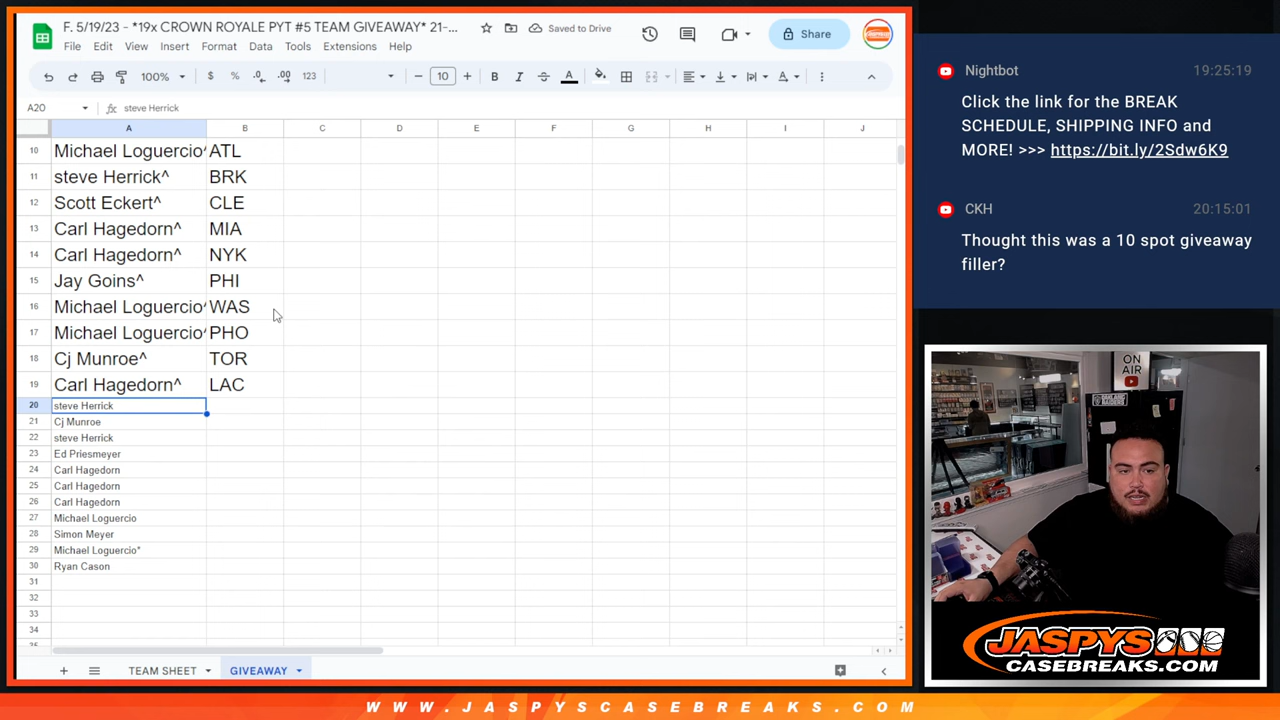 F. 5/19/23 - *19x CROWN ROYALE PYT #5 TEAM GIVEAWAY* 21-...
Saved to Drive
Share
File Edit View Insert Format Data Tools Extensions Help
100% $ % .0 .00 123 10 B I A
A20 steve Herrick
A B C D E F G H I J
10 Michael Loguercio^ ATL
11 steve Herrick^ BRK
12 Scott Eckert^ CLE
13 Carl Hagedorn^ MIA
14 Carl Hagedorn^ NYK
15 Jay Goins^ PHI
16 Michael Loguercio^ WAS
17 Michael Loguercio^ PHO
18 Cj Munroe^ TOR
19 Carl Hagedorn^ LAC
20 steve Herrick
21 Cj Munroe
22 steve Herrick
23 Ed Priesmeyer
24 Carl Hagedorn
25 Carl Hagedorn
26 Carl Hagedorn
27 Michael Loguercio
28 Simon Meyer
29 Michael Loguercio*
30 Ryan Cason
31
32
33
34
TEAM SHEET
GIVEAWAY
Nightbot 19:25:19
Click the link for the BREAK
SCHEDULE, SHIPPING INFO and
MORE! >>> https://bit.ly/2Sdw6K9
CKH 20:15:01
Thought this was a 10 spot giveaway
filler?
ON
AIR
JASPYS
CASEBREAKS.COM
WWW.JASPYSCASEBREAKS.COM